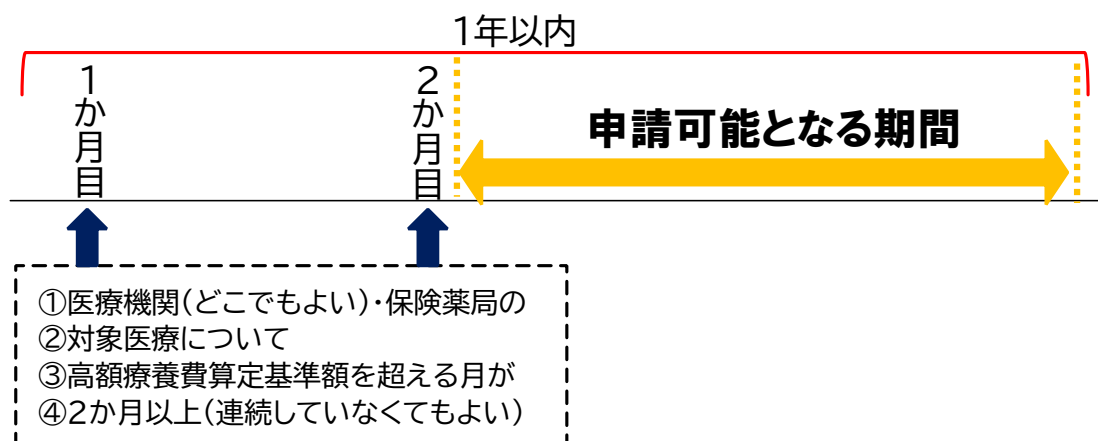 1年以内
1か月目
2か月目
申請可能となる期間
①医療機関(どこでもよい)・保険薬局の
②対象医療について
③高額療養費算定基準額を超える月が
④2か月以上(連続していなくてもよい)